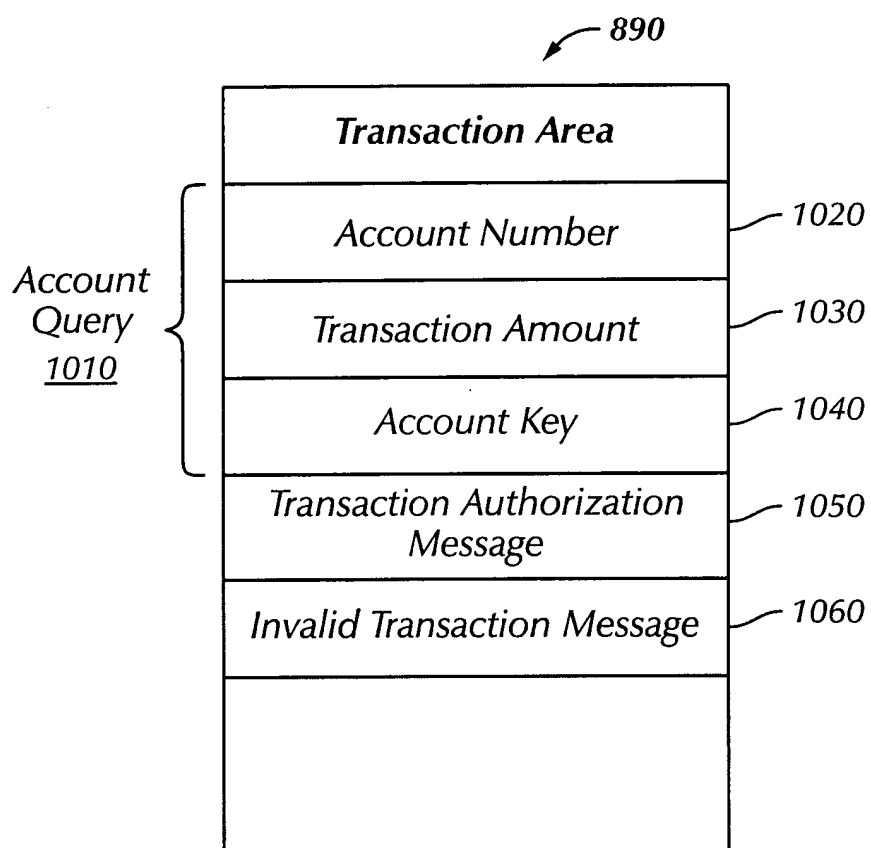 890
Transaction Area
Account Number
1020
Account
Query
1010
Transaction Amount
1030
Account Key
1040
Transaction Authorization
Message
1050
Invalid Transaction Message
1060